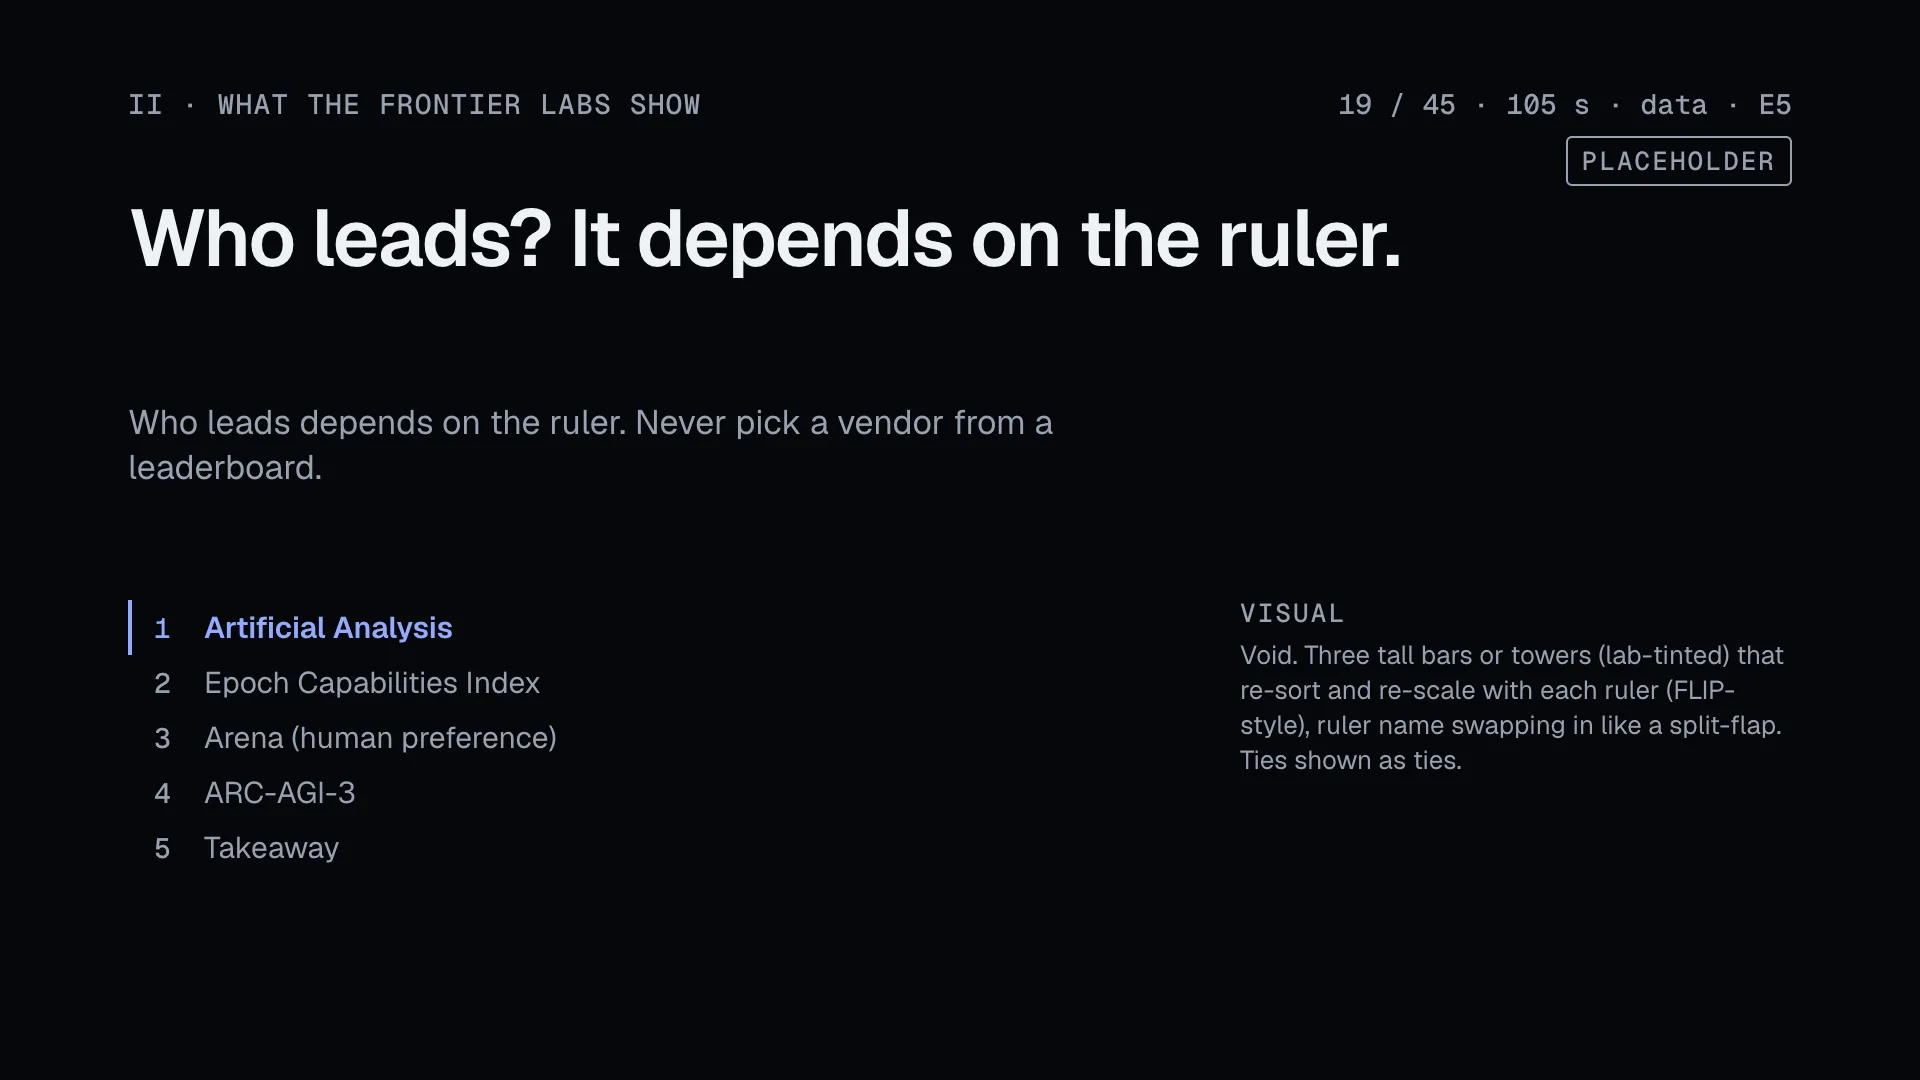 II · WHAT THE FRONTIER LABS SHOW
19 / 45 · 105 s · data · E5
PLACEHOLDER
Who leads? It depends on the ruler.
Who leads depends on the ruler. Never pick a vendor from a
leaderboard.
1 Artificial Analysis
2 Epoch Capabilities Index
3 Arena (human preference)
4 ARC-AGI-3
5 Takeaway
VISUAL
Void. Three tall bars or towers (lab-tinted) that
re-sort and re-scale with each ruler (FLIP-
style), ruler name swapping in like a split-flap.
Ties shown as ties.